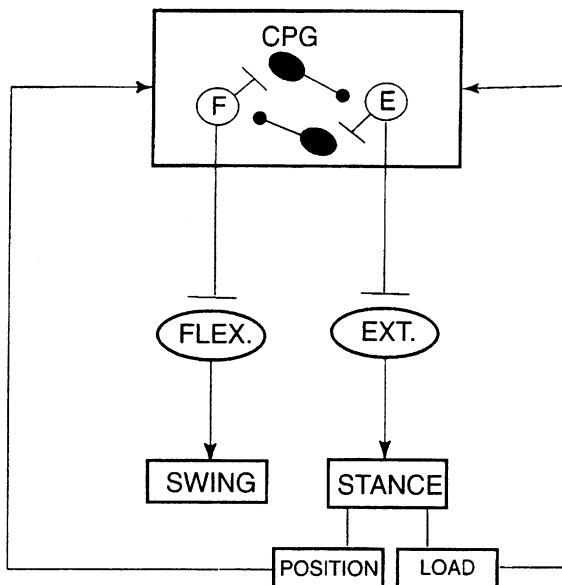 CPG
F
E
FLEX.
EXT.
SWING
STANCE
POSITION
LOAD